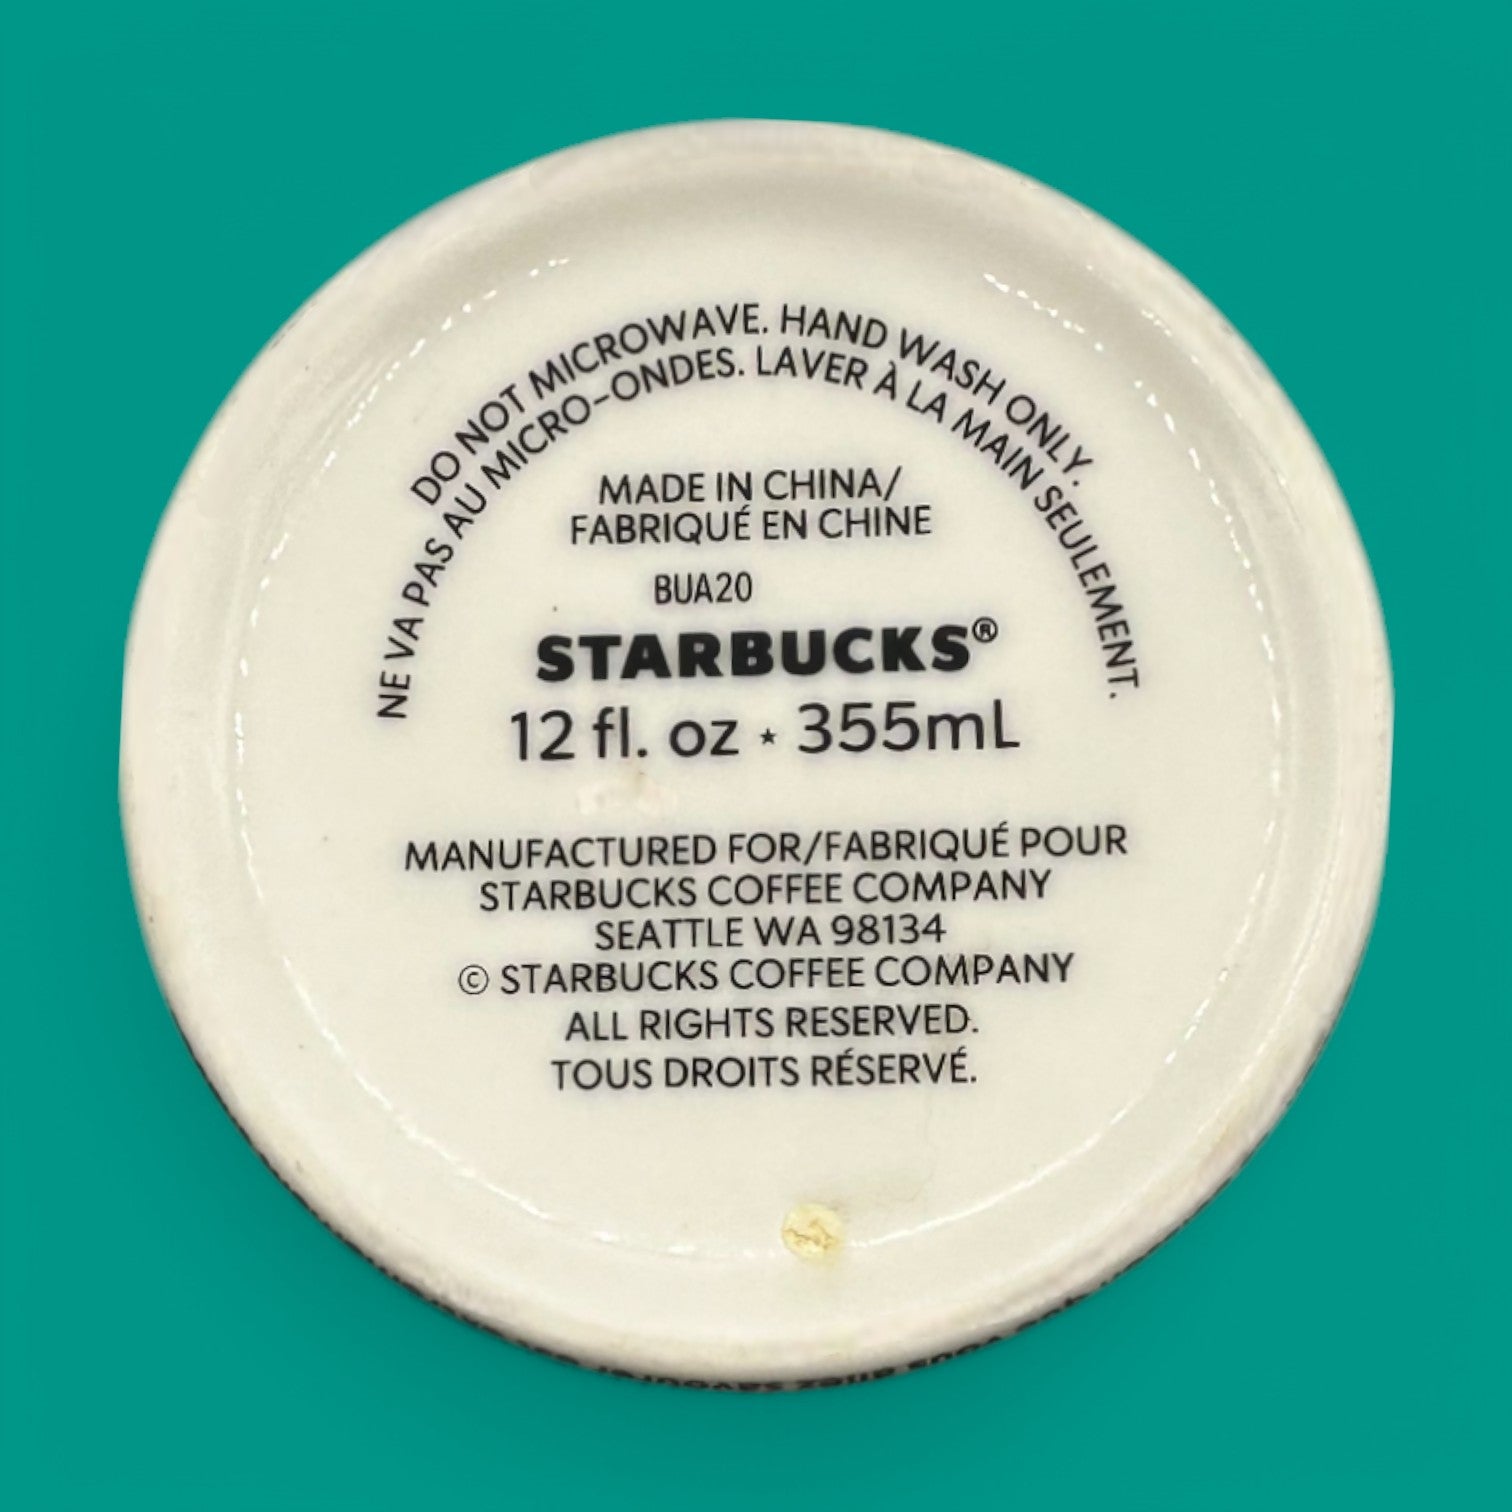 DO NOT MICROWAVE. HAND WASH ONLY.
NE VA PAS AU MICRO-ONDES. LAVER À LA MAIN SEULEMENT.
MADE IN CHINA/
FABRIQUÉ EN CHINE
BUA20
STARBUCKS®
12 fl. oz ★ 355mL
MANUFACTURED FOR/FABRIQUÉ POUR
STARBUCKS COFFEE COMPANY
SEATTLE WA 98134
© STARBUCKS COFFEE COMPANY
ALL RIGHTS RESERVED.
TOUS DROITS RÉSERVÉ.